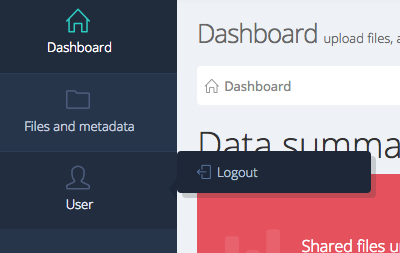 Dashboard
Files and metadata
User
Dashboard upload files,
Dashboard
Data summa
Logout
Shared files u